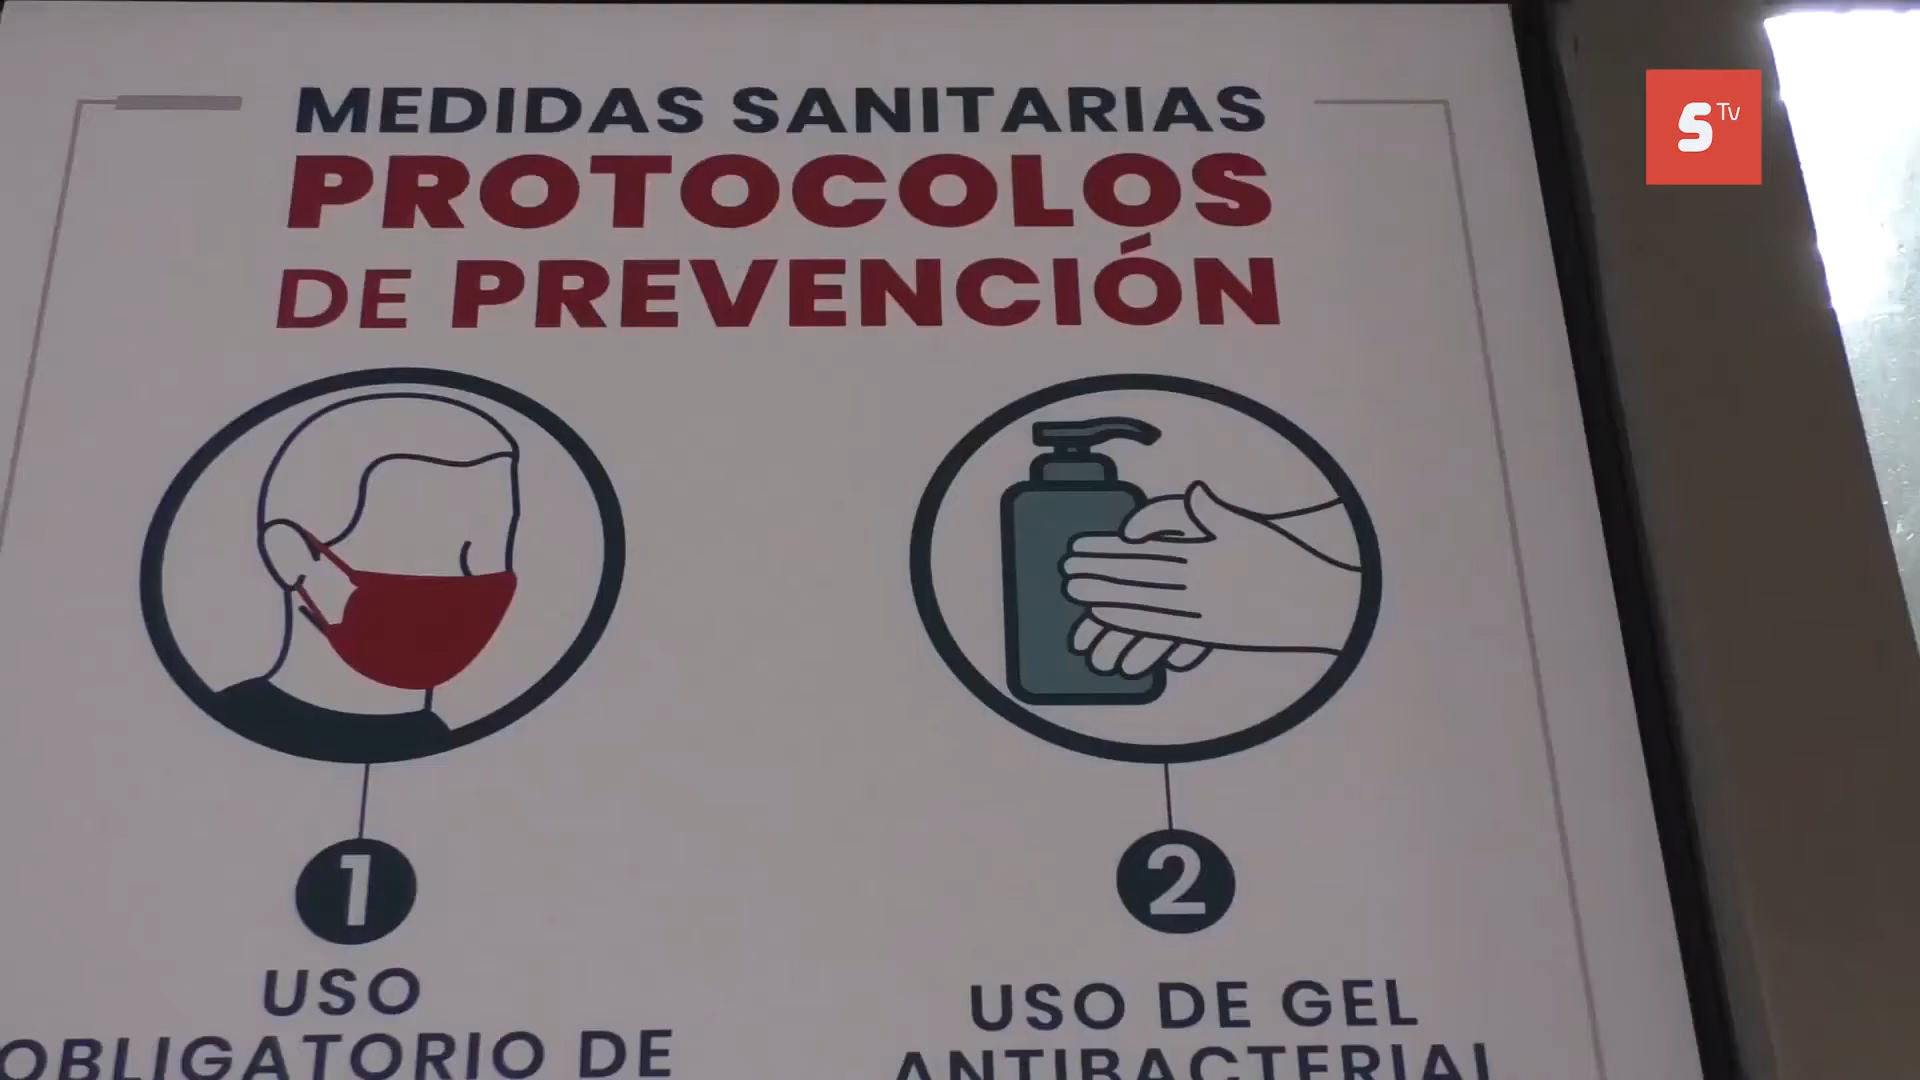 MEDIDAS SANITARIAS
PROTOCOLOS
DE PREVENCIÓN
1
USO
OBLIGATORIO DE
2
USO DE GEL
ANTIBACTERIAL
S Tv